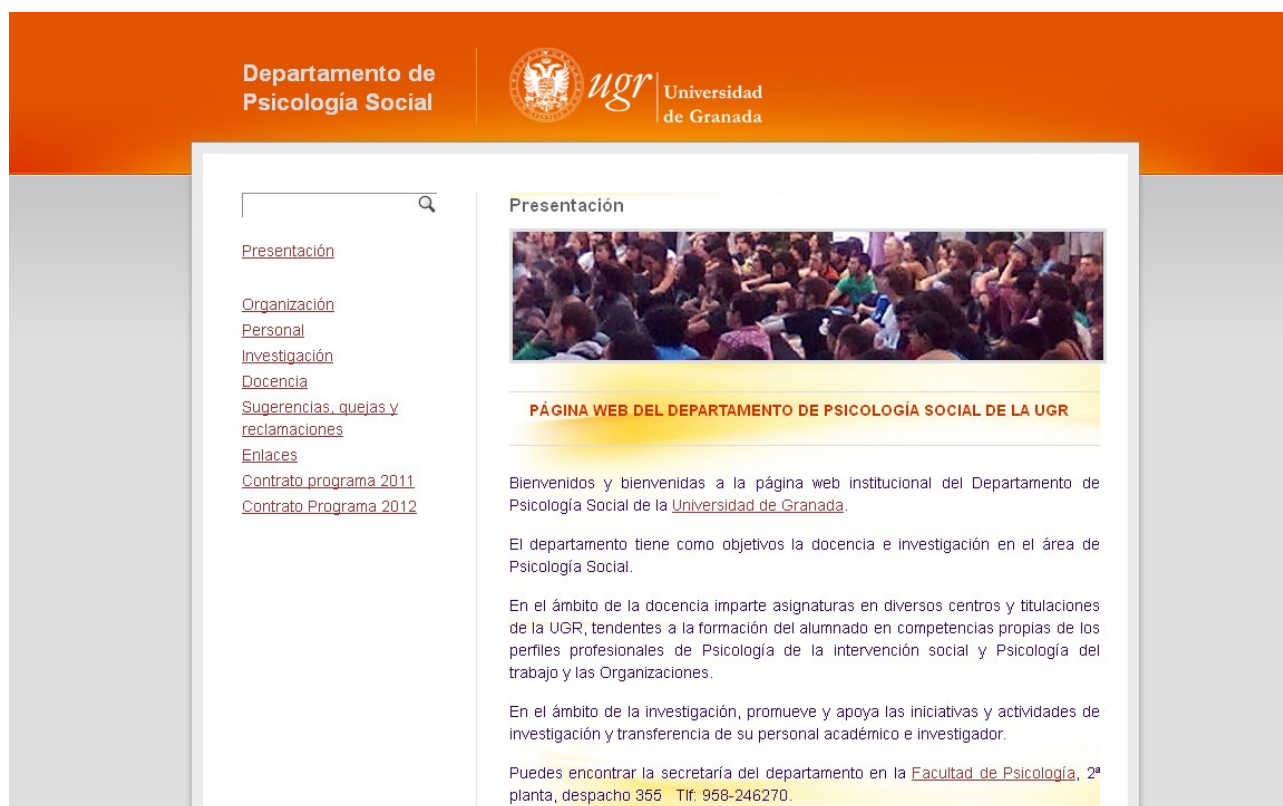 Departamento de
Psicología Social
ugr
Universidad
de Granada
Presentación
Organización
Personal
Investigación
Docencia
Sugerencias, quejas y
reclamaciones
Enlaces
Contrato programa 2011
Contrato Programa 2012
Presentación
PÁGINA WEB DEL DEPARTAMENTO DE PSICOLOGÍA SOCIAL DE LA UGR
Bienvenidos y bienvenidas a la página web institucional del Departamento de
Psicología Social de la Universidad de Granada.
El departamento tiene como objetivos la docencia e investigación en el área de
Psicología Social.
En el ámbito de la docencia imparte asignaturas en diversos centros y titulaciones
de la UGR, tendentes a la formación del alumnado en competencias propias de los
perfiles profesionales de Psicología de la intervención social y Psicología del
trabajo y las Organizaciones.
En el ámbito de la investigación, promueve y apoya las iniciativas y actividades de
investigación y transferencia de su personal académico e investigador.
Puedes encontrar la secretaría del departamento en la Facultad de Psicología, 2ª
planta, despacho 355 Tlf: 958-246270.